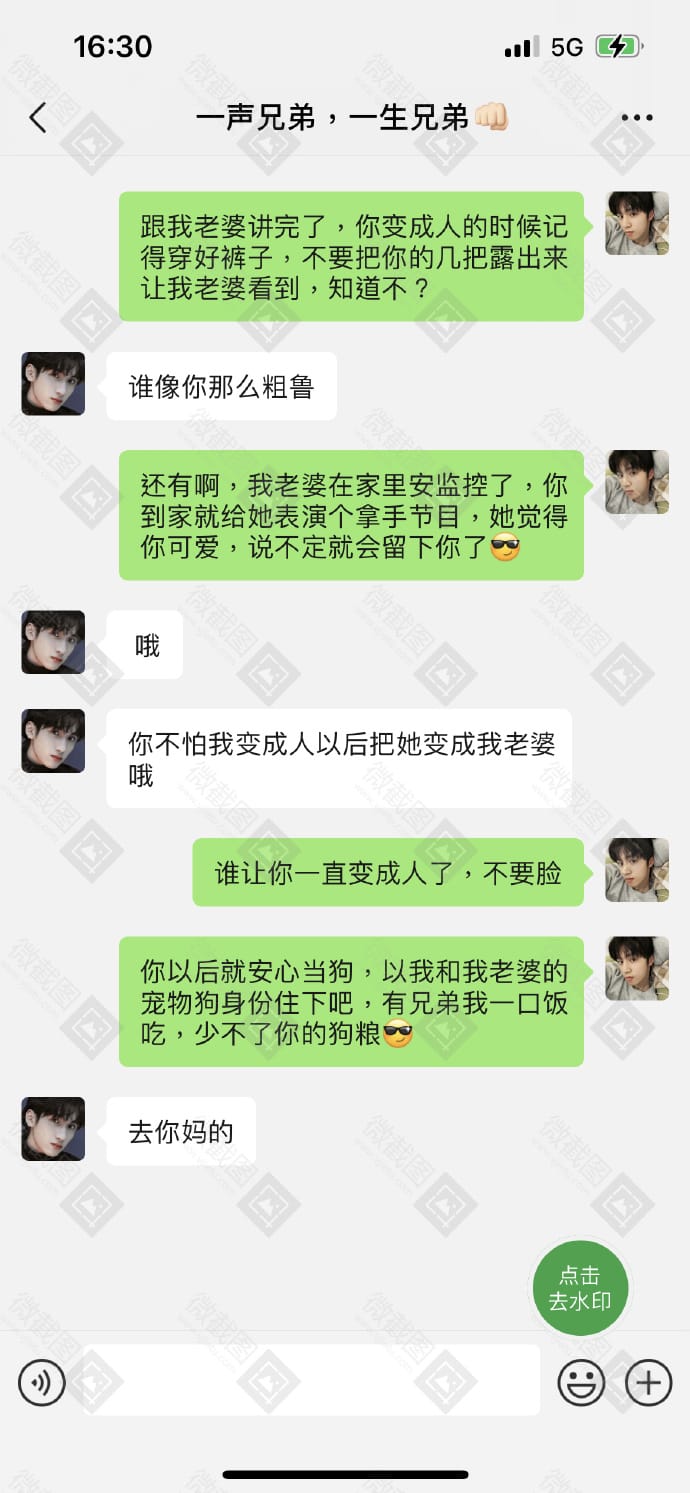 16:30
5G
一声兄弟，一生兄弟👊🏻
跟我老婆讲完了，你变成人的时候记
得穿好裤子，不要把你的几把露出来
让我老婆看到，知道不？
谁像你那么粗鲁
还有啊，我老婆在家里安监控了，你
到家就给她表演个拿手节目，她觉得
你可爱，说不定就会留下你了😎
哦
你不怕我变成人以后把她变成我老婆
哦
谁让你一直变成人了，不要脸
你以后就安心当狗，以我和我老婆的
宠物狗身份住下吧，有兄弟我一口饭
吃，少不了你的狗粮😎
去你妈的
点击
去水印
微截图